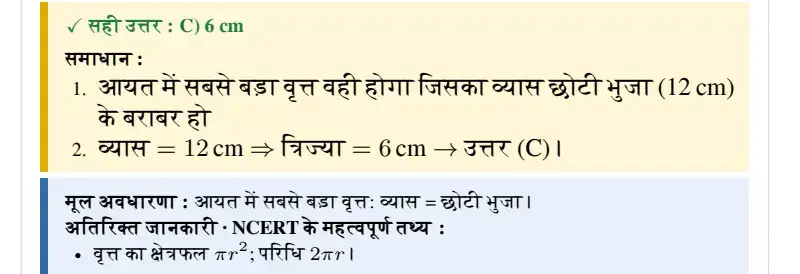 ✓ सही उत्तर : C) 6 cm
समाधान :
1. आयत में सबसे बड़ा वृत्त वही होगा जिसका व्यास छोटी भुजा (12 cm)
के बराबर हो
2. व्यास = 12 cm ⇒ त्रिज्या = 6 cm → उत्तर (C)।
मूल अवधारणा : आयत में सबसे बड़ा वृत्त: व्यास = छोटी भुजा।
अतिरिक्त जानकारी · NCERT के महत्वपूर्ण तथ्य :
• वृत्त का क्षेत्रफल πr²; परिधि 2πr।